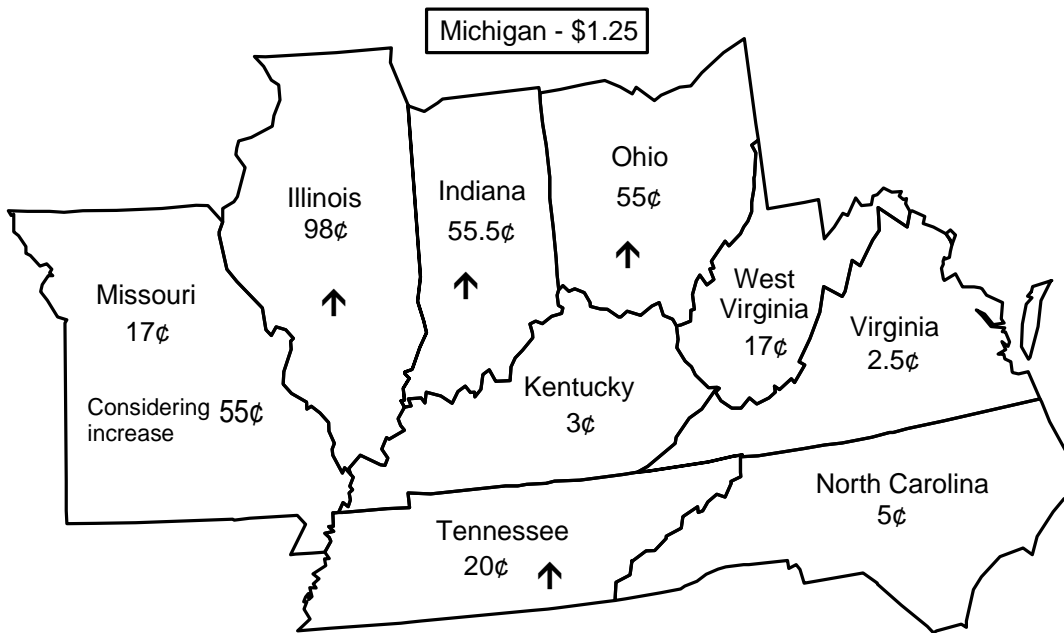 Michigan - $1.25
Illinois
98¢
Indiana
55.5¢
Ohio
55¢
Missouri
17¢
Considering 55¢
increase
West
Virginia
17¢
Virginia
2.5¢
Kentucky
3¢
North Carolina
5¢
Tennessee
20¢